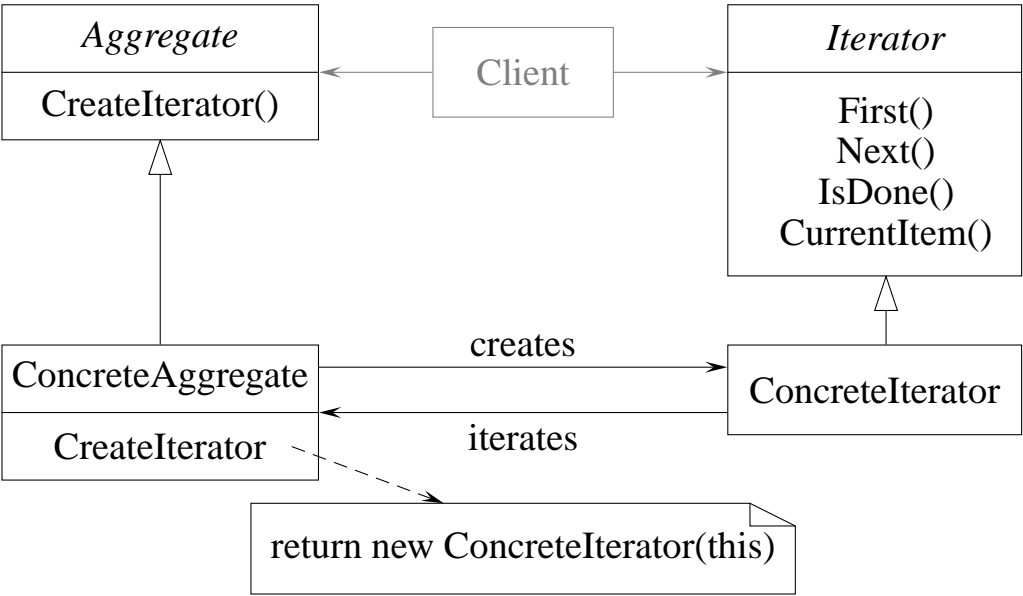 Aggregate
CreateIterator()
Client
Iterator
First()
Next()
IsDone()
CurrentItem()
ConcreteAggregate
CreateIterator
creates
iterates
ConcreteIterator
return new ConcreteIterator(this)